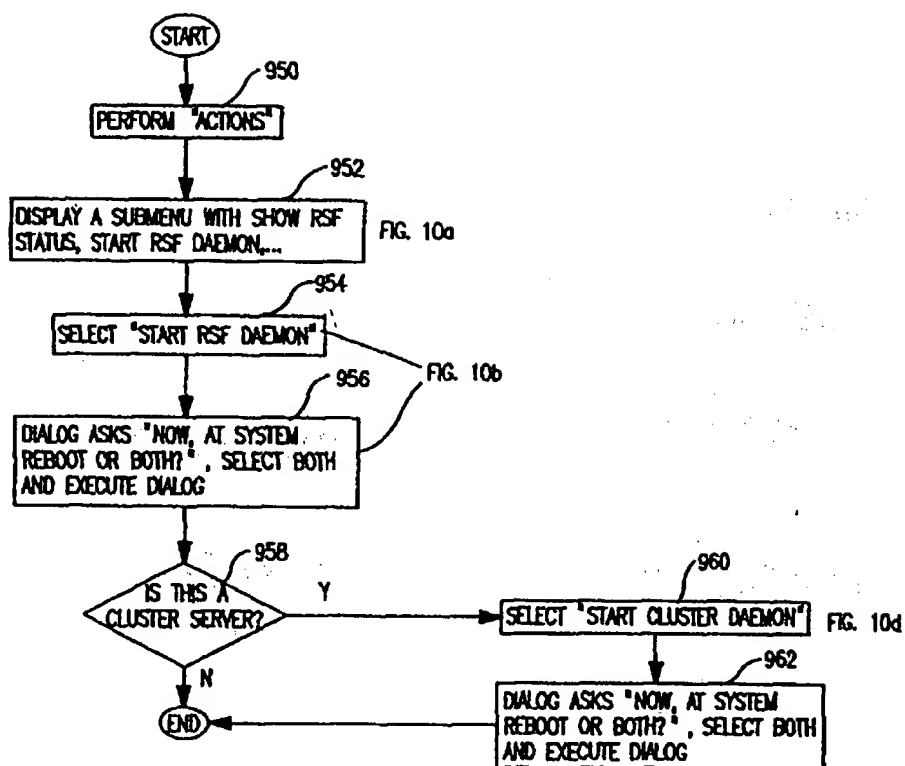 START
950
PERFORM "ACTIONS"
952
DISPLAY A SUBMENU WITH SHOW RSF
STATUS, START RSF DAEMON,...
FIG. 10a
954
SELECT "START RSF DAEMON"
FIG. 10b
956
DIALOG ASKS "NOW, AT SYSTEM
REBOOT OR BOTH?", SELECT BOTH
AND EXECUTE DIALOG
958
IS THIS A
CLUSTER SERVER?
Y
N
END
960
SELECT "START CLUSTER DAEMON"
FIG. 10d
962
DIALOG ASKS "NOW, AT SYSTEM
REBOOT OR BOTH?", SELECT BOTH
AND EXECUTE DIALOG